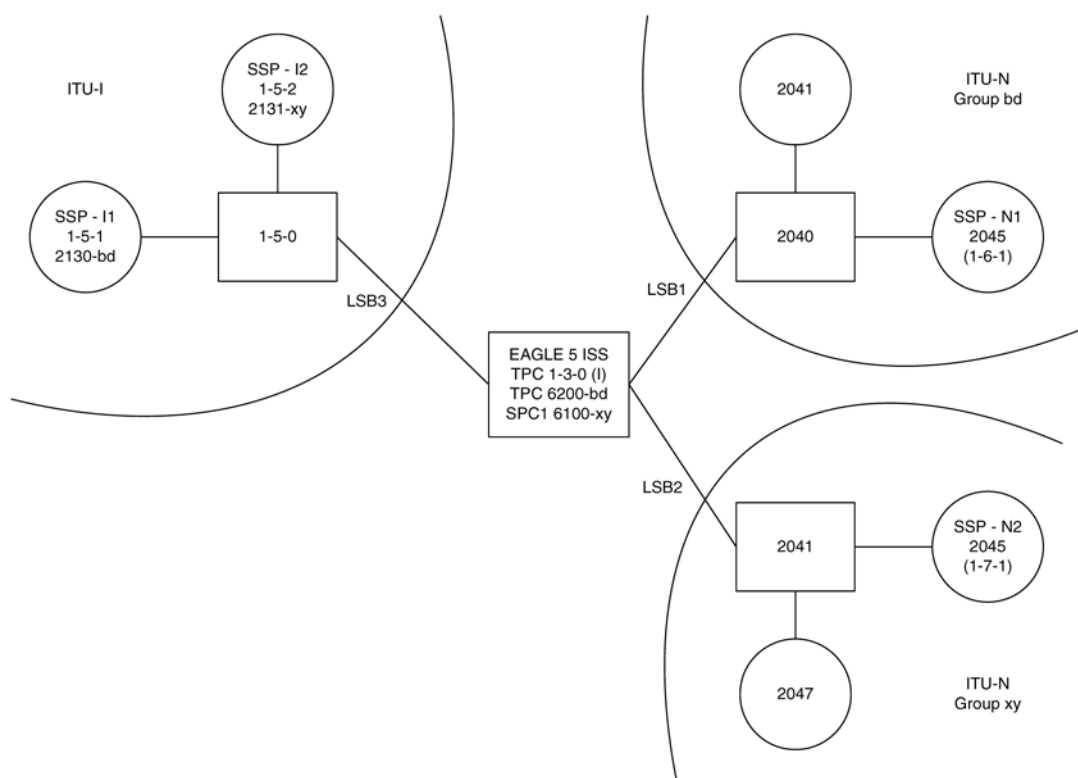 ITU-I
SSP - I2
1-5-2
2131-xy
SSP - I1
1-5-1
2130-bd
1-5-0
LSB3
2041
ITU-N
Group bd
2040
SSP - N1
2045
(1-6-1)
LSB1
EAGLE 5 ISS
TPC 1-3-0 (I)
TPC 6200-bd
SPC1 6100-xy
LSB2
2041
SSP - N2
2045
(1-7-1)
2047
ITU-N
Group xy